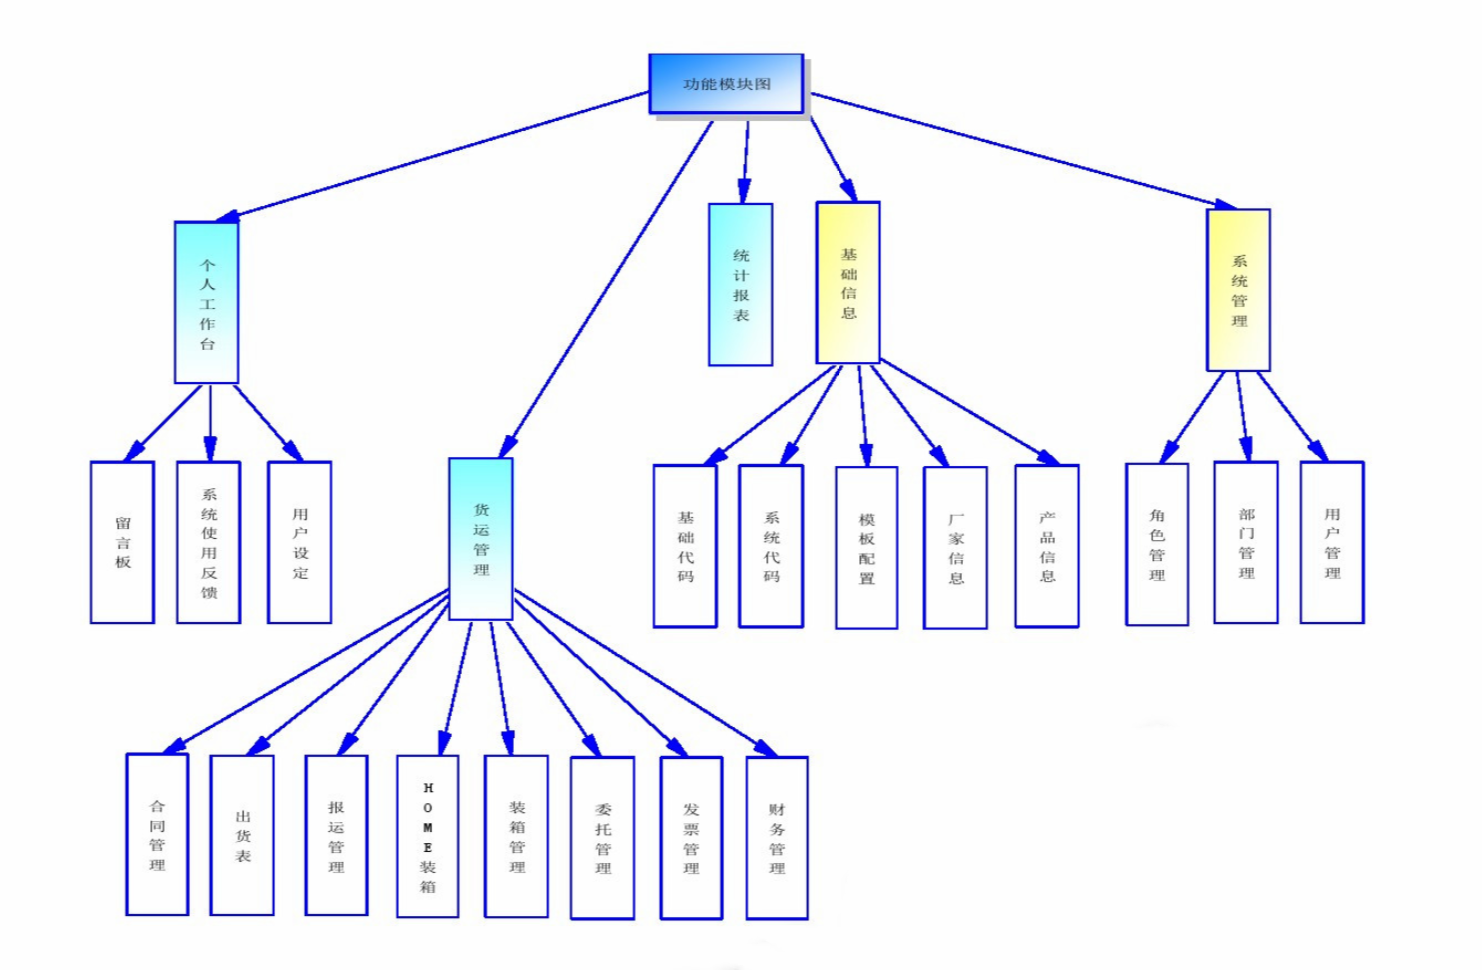 功能模块图
个人工作台
统计报表
基础信息
系统管理
留言板
系统使用反馈
用户设定
货运管理
基础代码
系统代码
模板配置
厂家信息
产品信息
角色管理
部门管理
用户管理
合同管理
出货表
报运管理
HOME装箱
装箱管理
委托管理
发票管理
财务管理